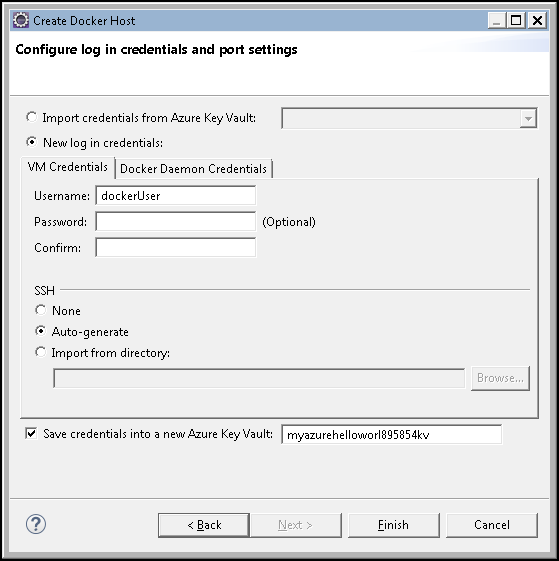 Create Docker Host
Configure log in credentials and port settings
Import credentials from Azure Key Vault:
New log in credentials:
VM Credentials Docker Daemon Credentials
Username: dockerUser
Password: (Optional)
Confirm:
SSH
None
Auto-generate
Import from directory:
Browse...
Save credentials into a new Azure Key Vault: myazurehelloworl895854kv
? < Back Next > Finish Cancel